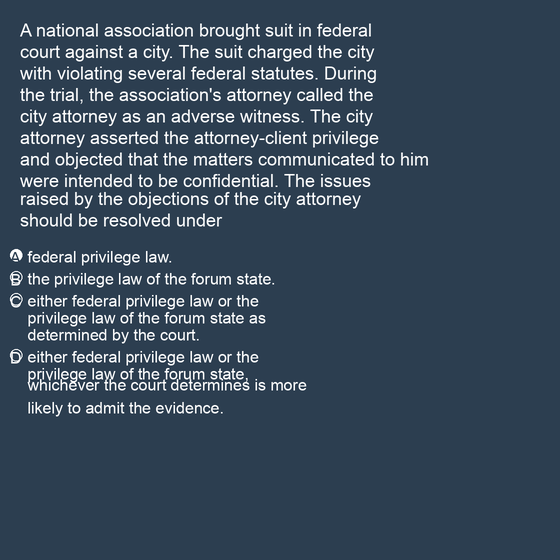 A national association brought suit in federal
court against a city. The suit charged the city
with violating several federal statutes. During
the trial, the association's attorney called the
city attorney as an adverse witness. The city
attorney asserted the attorney-client privilege
and objected that the matters communicated to him
were intended to be confidential. The issues
raised by the objections of the city attorney
should be resolved under
A federal privilege law.
B the privilege law of the forum state.
C either federal privilege law or the
privilege law of the forum state as
determined by the court.
D either federal privilege law or the
privilege law of the forum state,
whichever the court determines is more
likely to admit the evidence.